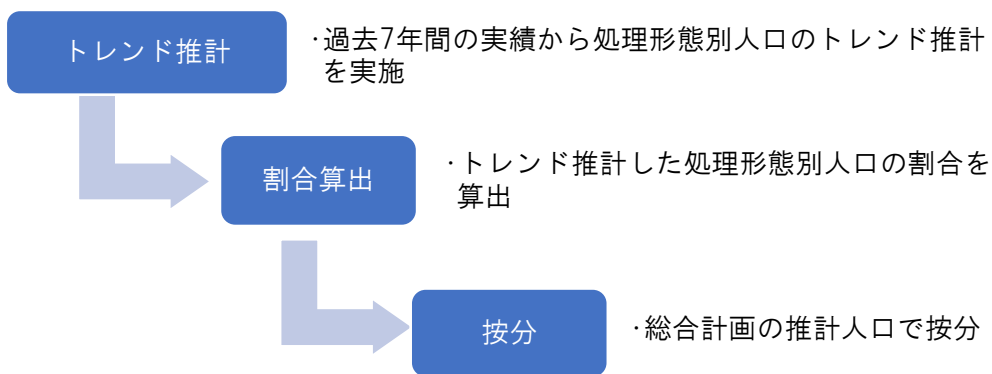 トレンド推計
·過去7年間の実績から処理形態別人口のトレンド推計
を実施
割合算出
·トレンド推計した処理形態別人口の割合を
算出
按分
·総合計画の推計人口で按分